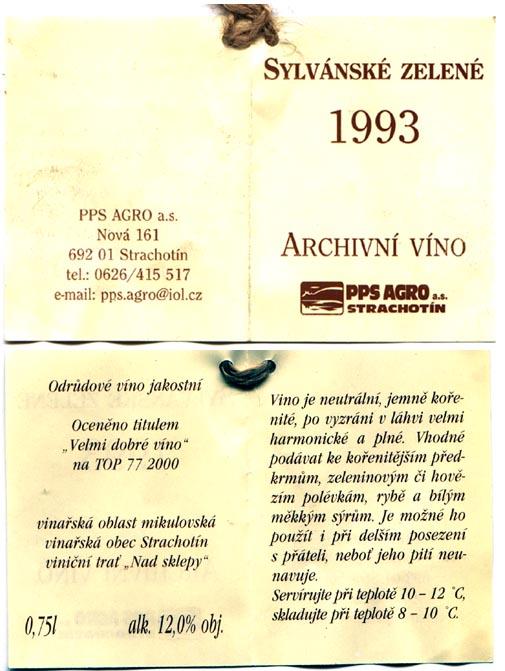 SYLVÁNSKÉ ZELENÉ
1993
ARCHIVNÍ VÍNO
PPS AGRO a.s.
STRACHOTÍN
PPS AGRO a.s.
Nová 161
692 01 Strachotín
tel.: 0626/415 517
e-mail: pps.agro@iol.cz
Odrůdové víno jakostní
Oceněno titulem
„Velmi dobré víno"
na TOP 77 2000
vinařská oblast mikulovská
vinařská obec Strachotín
viniční trať „Nad sklepy"
0,75l alk. 12,0% obj.
Víno je neutrální, jemně koře-
nité, po vyzrání v láhvi velmi
harmonické a plné. Vhodné
podávat ke kořenitějším před-
krmům, zeleninovým či hově-
zím polévkám, rybě a bílým
měkkým sýrům. Je možné ho
použít i při delším posezení
s přáteli, neboť jeho pití neu-
navuje.
Servírujte při teplotě 10 – 12 °C,
skladujte při teplotě 8 – 10 °C.